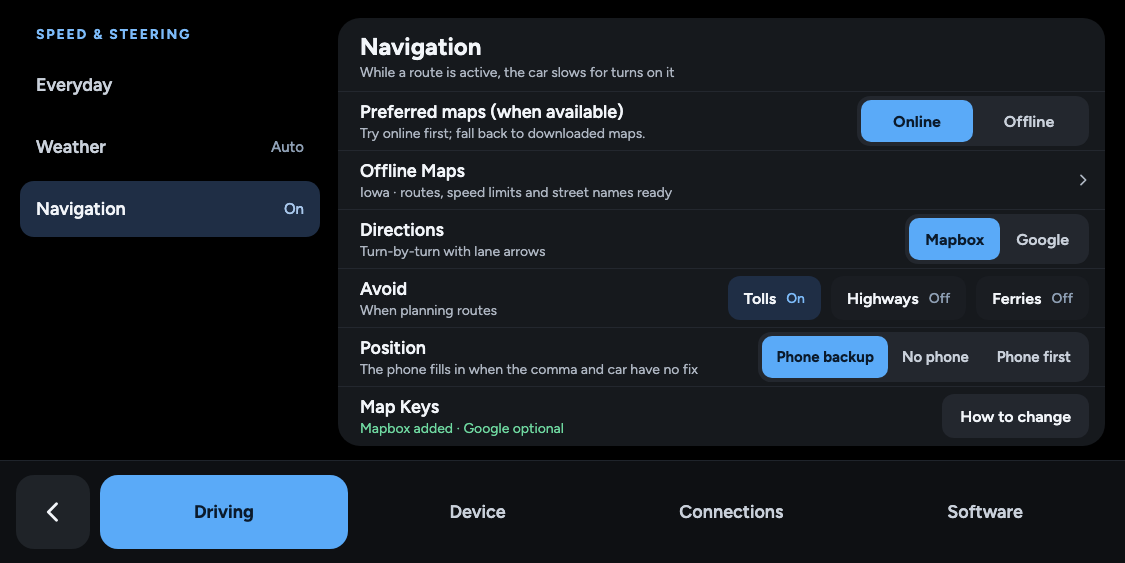 SPEED & STEERING
Everyday
Weather Auto
Navigation On
Navigation
While a route is active, the car slows for turns on it
Preferred maps (when available)
Try online first; fall back to downloaded maps.
Online Offline
Offline Maps
Iowa · routes, speed limits and street names ready
Directions
Turn-by-turn with lane arrows
Mapbox Google
Avoid
When planning routes
Tolls On Highways Off Ferries Off
Position
The phone fills in when the comma and car have no fix
Phone backup No phone Phone first
Map Keys
Mapbox added · Google optional
How to change
Driving Device Connections Software